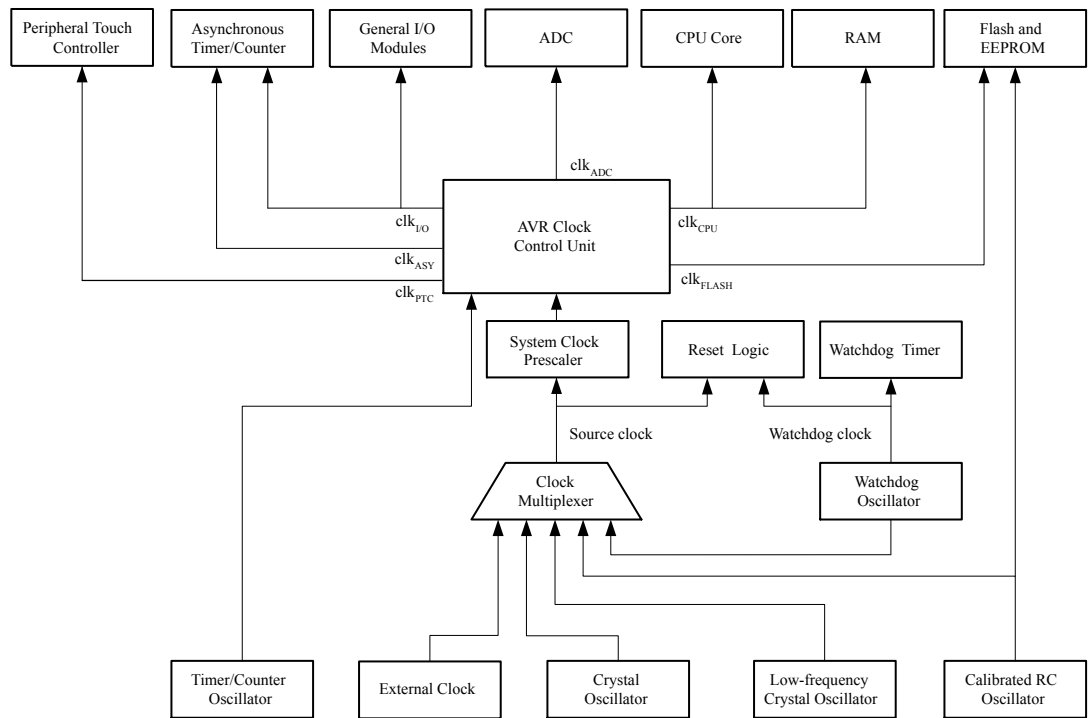 Peripheral Touch
Controller
Asynchronous
Timer/Counter
General I/O
Modules
ADC
CPU Core
RAM
Flash and
EEPROM
clkADC
AVR Clock
Control Unit
clkI/O
clkCPU
clkASY
clkFLASH
clkPTC
System Clock
Prescaler
Reset Logic
Watchdog Timer
Source clock
Watchdog clock
Clock
Multiplexer
Watchdog
Oscillator
Timer/Counter
Oscillator
External Clock
Crystal
Oscillator
Low-frequency
Crystal Oscillator
Calibrated RC
Oscillator